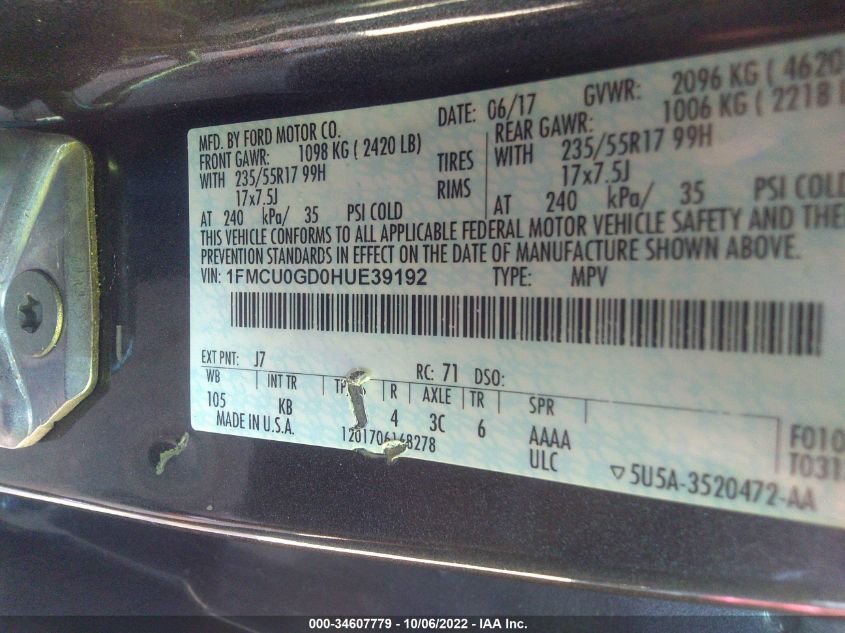 MFD. BY FORD MOTOR CO. DATE: 06/17 GVWR: 2096 KG ( 4620
FRONT GAWR: 1098 KG ( 2420 LB) REAR GAWR: 1006 KG ( 2218 L
WITH 235/55R17 99H TIRES WITH 235/55R17 99H
17x7.5J RIMS 17x7.5J
AT 240 kPa/ 35 PSI COLD AT 240 kPa/ 35 PSI COLD
THIS VEHICLE CONFORMS TO ALL APPLICABLE FEDERAL MOTOR VEHICLE SAFETY AND THE
PREVENTION STANDARDS IN EFFECT ON THE DATE OF MANUFACTURE SHOWN ABOVE.
VIN: 1FMCU0GD0HUE39192 TYPE: MPV
EXT PNT: J7 RC: 71 DSO:
WB INT TR R AXLE TR SPR
105 KB 4 3C 6 AAAA
MADE IN U.S.A. ULC F010
▽5U5A-3520472-AA
000-34607779 - 10/06/2022 - IAA Inc.